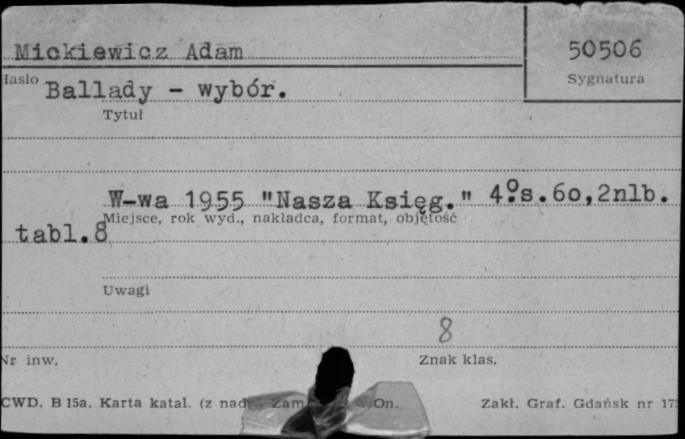 Mickiewicz Adam
50506
Hasło
Sygnatura
Ballady - wybór.
Tytuł
W-wa 1955 "Nasza Księg." 4°.s.60,2nlb.
Miejsce, rok wyd., nakładca, format, objętość
tabl.8
Uwagi
8
Nr inw.
Znak klas.
CWD. B 15a. Karta katal. (z Zam On.
Zakł. Graf. Gdańsk nr